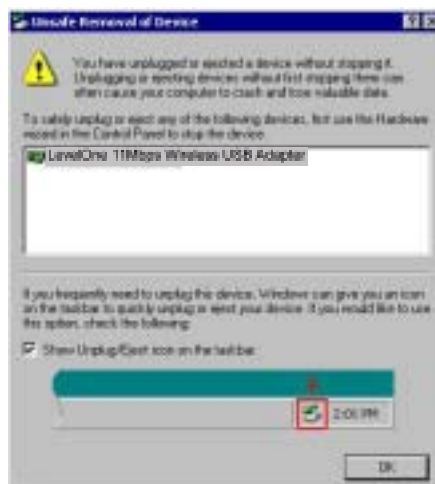 Unsafe Removal of Device
You have unplugged or ejected a device without stopping it.
Unplugging or ejecting devices without first stopping them can
often cause your computer to crash and lose valuable data.
To safely unplug or eject any of the following devices, first use the Hardware
wizard in the Control Panel to stop the device.
LevelOne 11Mbps Wireless USB Adapter
If you frequently need to unplug this device, Windows can give you an icon
on the taskbar to quickly unplug or eject your device. If you would like to use
this option, check the following:
Show Unplug/Eject icon on the taskbar
2:06 PM
OK